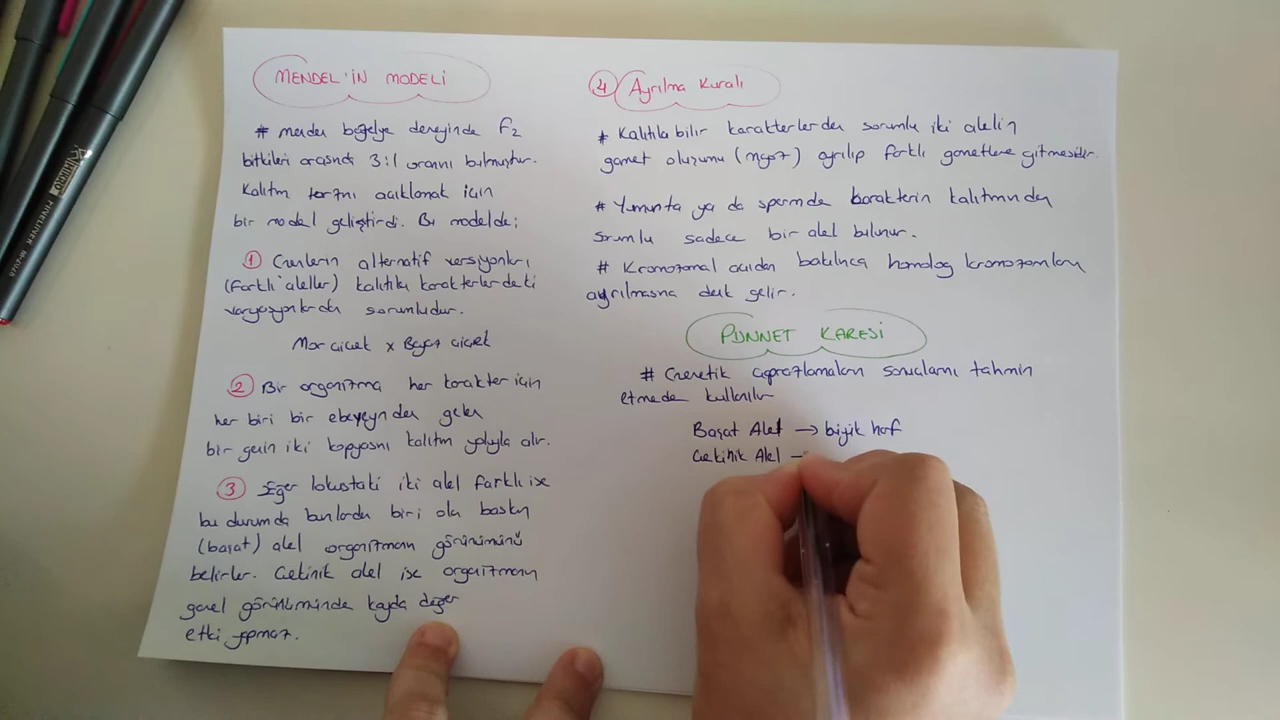 MENDEL'İN MODELİ
# mendel bezelye deneyinde F2
bitkileri arasında 3:1 oranını bulmuştur.
Kalıtım tarzını açıklamak için
bir model geliştirdi. Bu modelde;
① Genlerin alternatif versiyonları
(farklı aleller) kalıtılan karakterlerdeki
varyasyonlardan sorumludur.
Mor çiçek x Beyaz çiçek
② Bir organizma her karakter için
her biri bir ebeveynden gelen
bir genin iki kopyasını kalıtım yoluyla alır.
③ Eğer lokustaki iki alel farklı ise
bu durumda bunlardan biri olan baskın
(başat) alel organizmanın görünümünü
belirler. Çekinik alel ise organizmanın
genel görünümünde kayda değer
etki yapmaz.
④ Ayrılma Kuralı
* Kalıtılabilir karakterlerden sorumlu iki alelin
gamet oluşumu (mayoz) ayrılıp farklı gametlere gitmesidir.
# Yumurta ya da spermde karakterin kalıtımından
sorumlu sadece bir alel bulunur.
# Kromozomal açıdan bakılınca homolog kromozomların
ayrılmasına denk gelir.
PUNNET KARESİ
# Genetik çaprazlamaların sonuçlarını tahmin
etmede kullanılır
Başat Alel → büyük harf
Çekinik Alel →
MIKRO
FINELINER